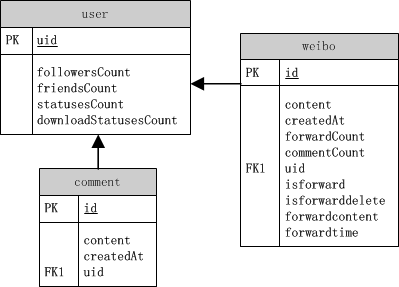 user
PK uid
followersCount
friendsCount
statusesCount
downloadStatusesCount
weibo
PK id
content
createdAt
forwardCount
commentCount
FK1 uid
isforward
isforwarddelete
forwardcontent
forwardtime
comment
PK id
content
createdAt
FK1 uid